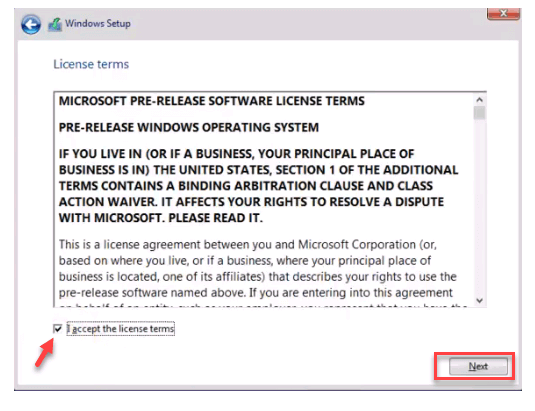 Windows Setup
License terms
MICROSOFT PRE-RELEASE SOFTWARE LICENSE TERMS
PRE-RELEASE WINDOWS OPERATING SYSTEM
IF YOU LIVE IN (OR IF A BUSINESS, YOUR PRINCIPAL PLACE OF
BUSINESS IS IN) THE UNITED STATES, SECTION 1 OF THE ADDITIONAL
TERMS CONTAINS A BINDING ARBITRATION CLAUSE AND CLASS
ACTION WAIVER. IT AFFECTS YOUR RIGHTS TO RESOLVE A DISPUTE
WITH MICROSOFT. PLEASE READ IT.
This is a license agreement between you and Microsoft Corporation (or,
based on where you live, or if a business, where your principal place of
business is located, one of its affiliates) that describes your rights to use the
pre-release software named above. If you are entering into this agreement
I accept the license terms
Next